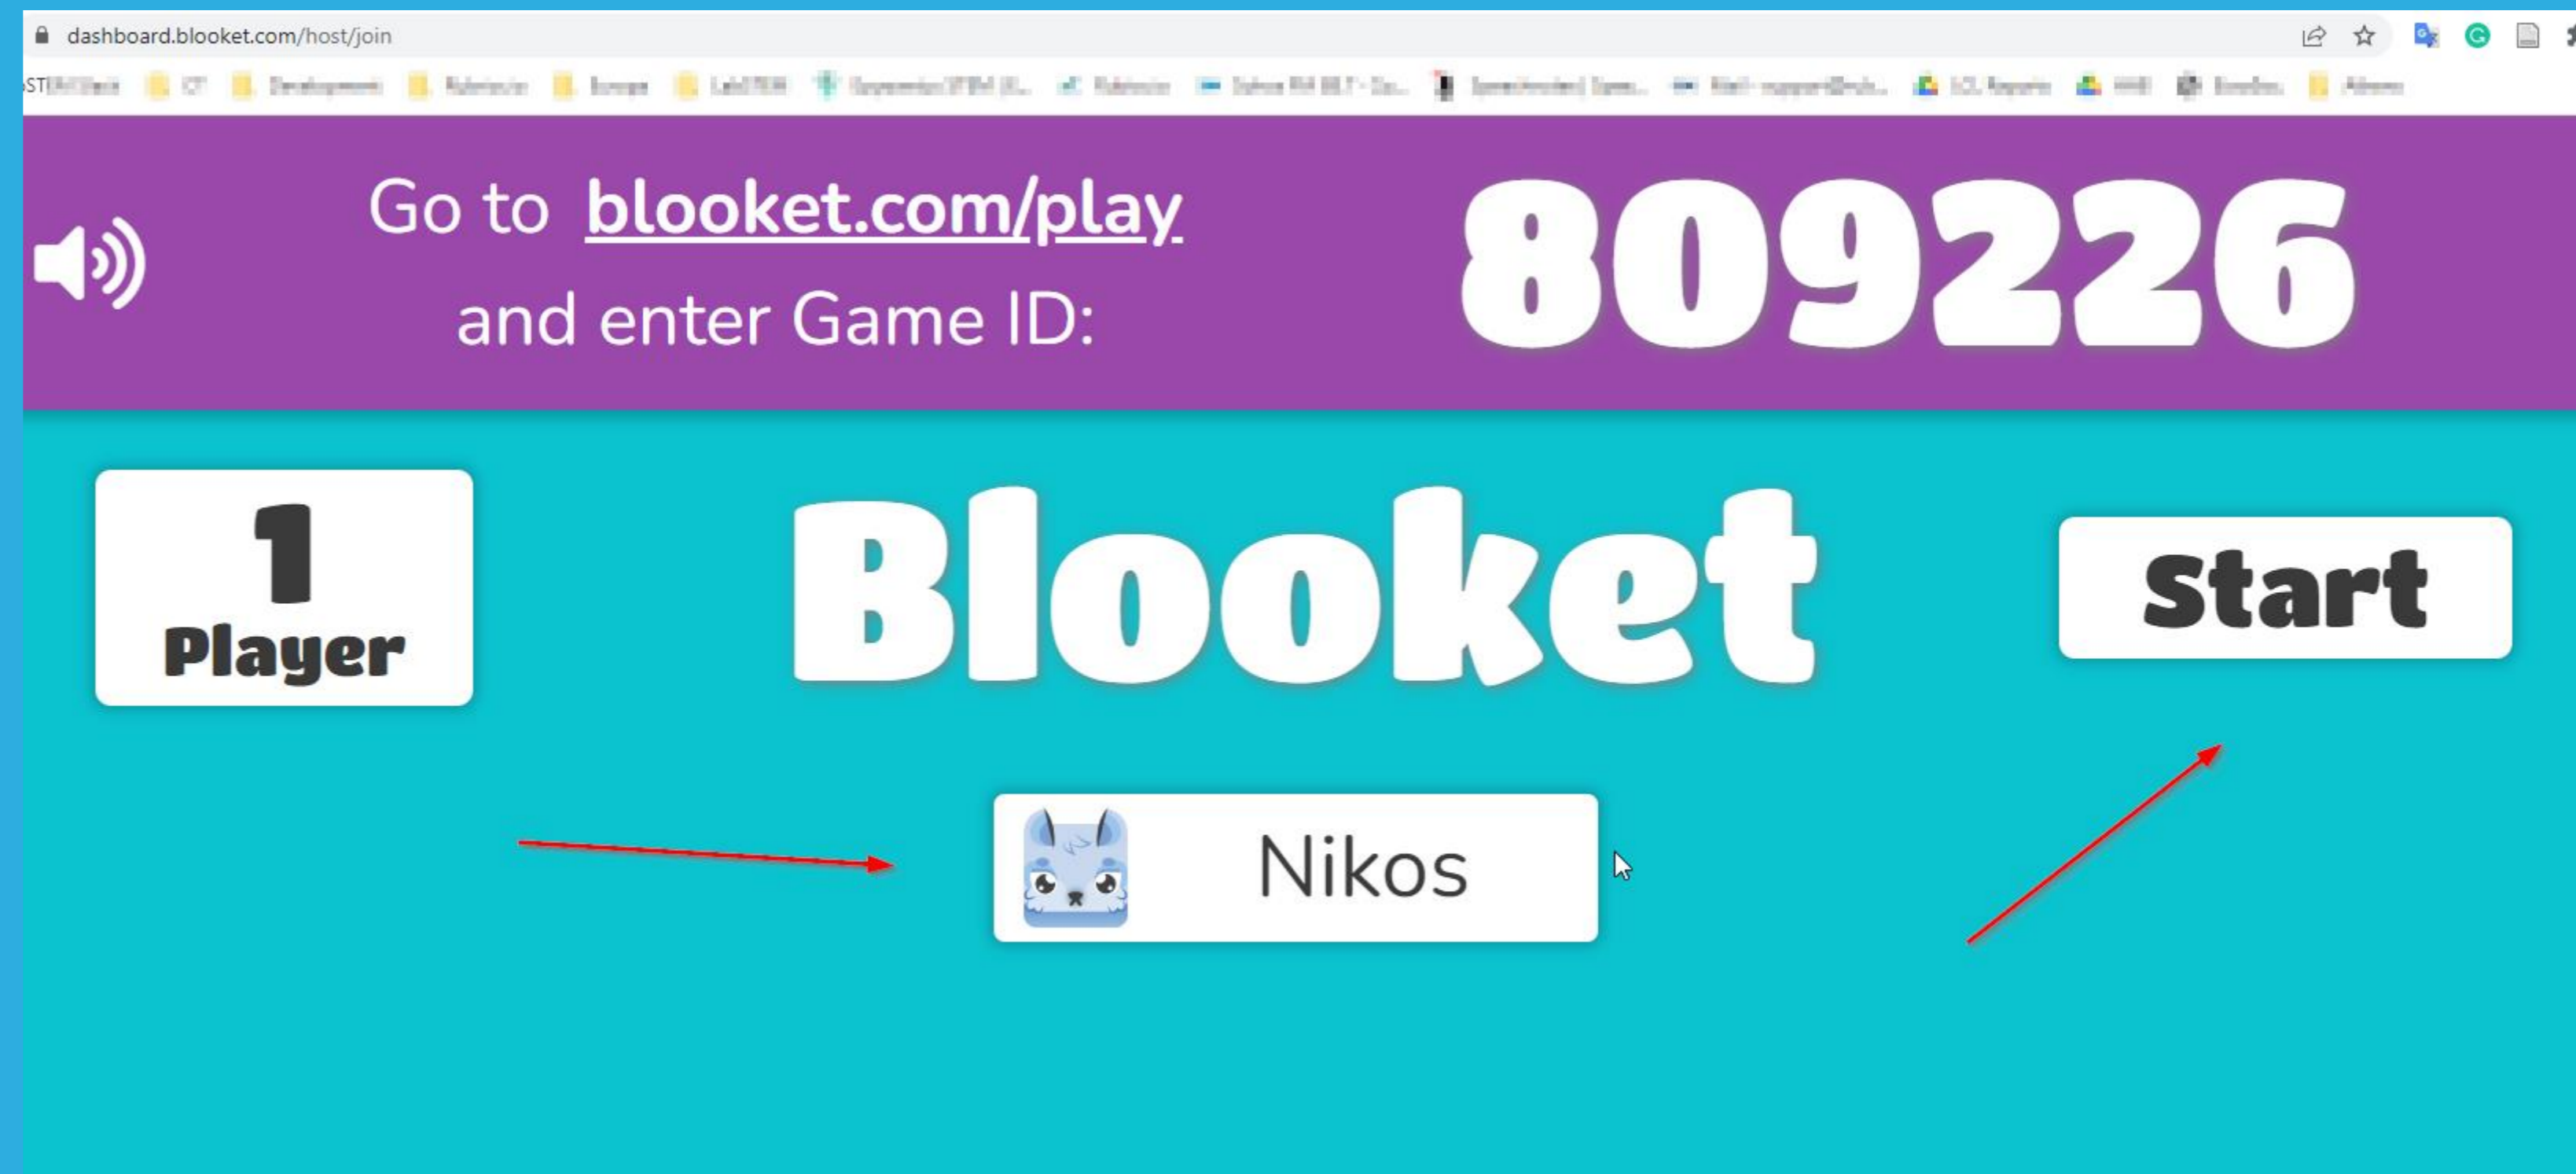 dashboard.blooket.com/host/join
Go to blooket.com/play
and enter Game ID:
809226
1
Player
Blooket
Start
Nikos